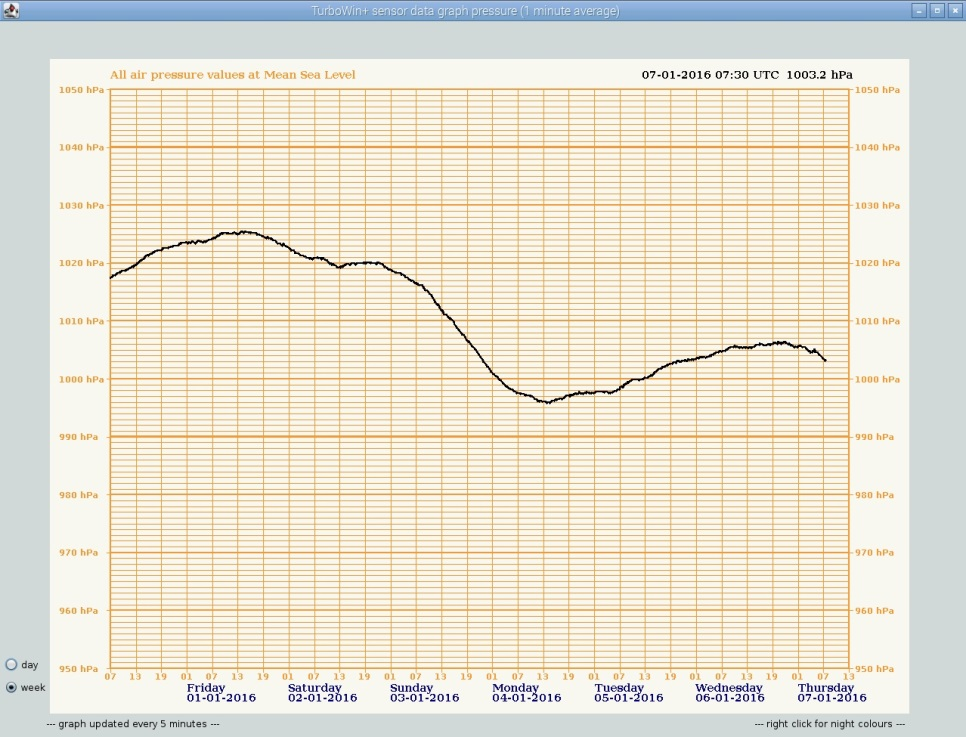 TurboWin+ sensor data graph pressure (1 minute average)
All air pressure values at Mean Sea Level 07-01-2016 07:30 UTC 1003.2 hPa
1050 hPa 1050 hPa
1040 hPa 1040 hPa
1030 hPa 1030 hPa
1020 hPa 1020 hPa
1010 hPa 1010 hPa
1000 hPa 1000 hPa
990 hPa 990 hPa
980 hPa 980 hPa
970 hPa 970 hPa
960 hPa 960 hPa
950 hPa 950 hPa
07 13 19 01 07 13 19 01 07 13 19 01 07 13 19 01 07 13 19 01 07 13 19 01 07 13 19 01 07 13
Friday Saturday Sunday Monday Tuesday Wednesday Thursday
01-01-2016 02-01-2016 03-01-2016 04-01-2016 05-01-2016 06-01-2016 07-01-2016
day
week
--- graph updated every 5 minutes --- --- right click for night colours ---